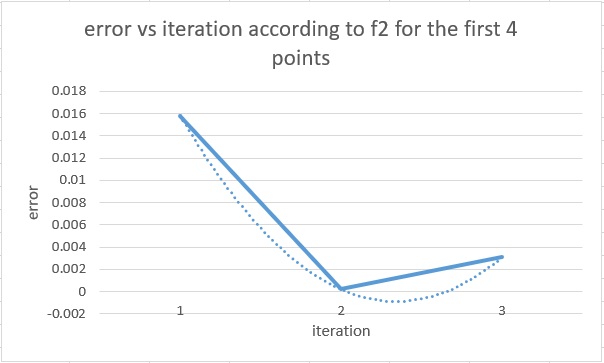 error vs iteration according to f2 for the first 4
points
0.018
0.016
0.014
0.012
0.01
0.008
0.006
0.004
0.002
0
-0.002
error
1 2 3
iteration